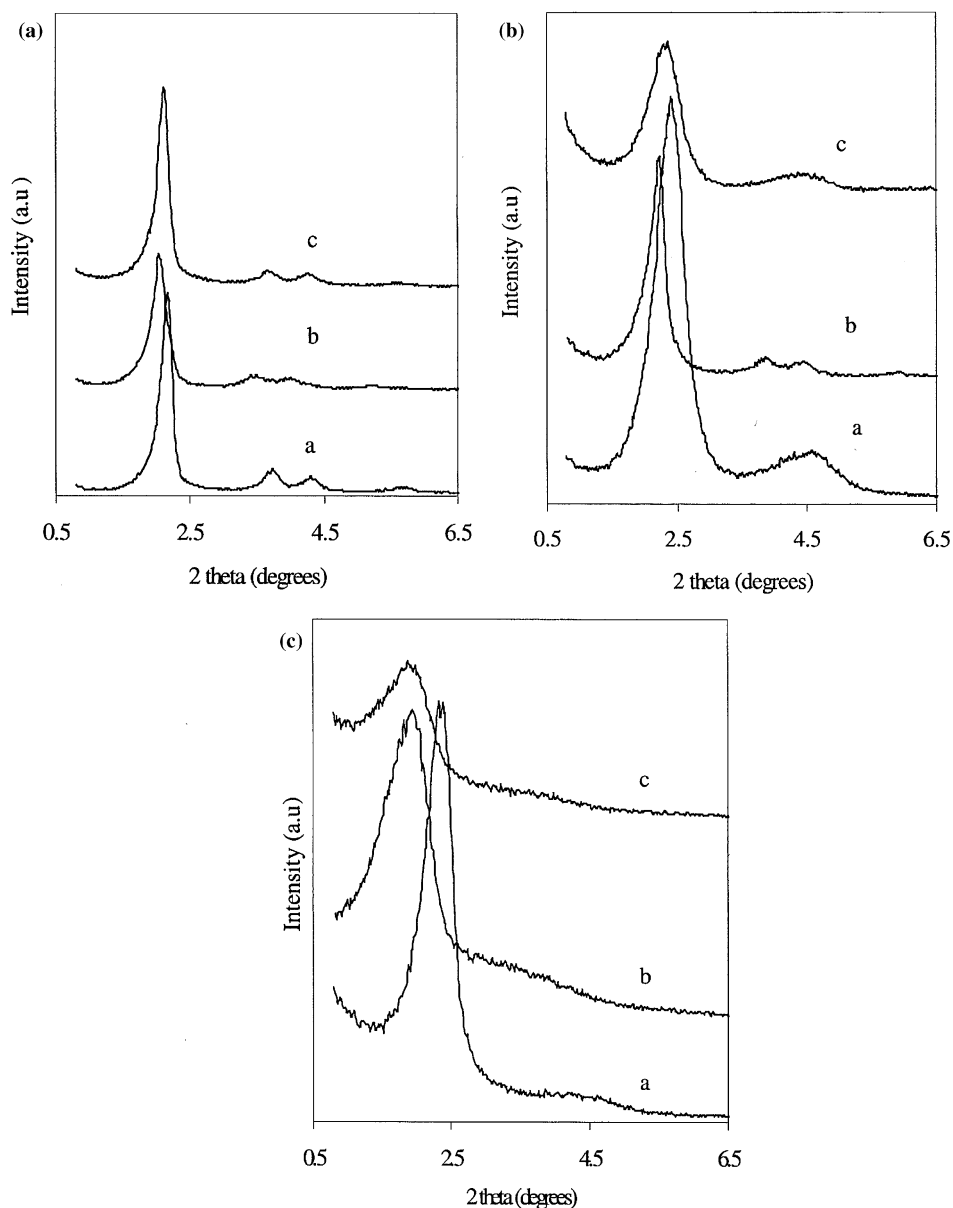 (a)
Intensity (a.u)
c
b
a
0.5 2.5 4.5 6.5
2 theta (degrees)
(b)
Intensity (a.u)
c
b
a
0.5 2.5 4.5 6.5
2 theta (degrees)
(c)
Intensity (a.u)
c
b
a
0.5 2.5 4.5 6.5
2 theta (degrees)